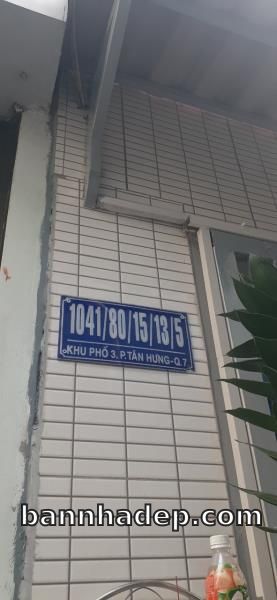 1041/80/15/13/5
KHU PHỐ 3, P.TÂN HƯNG-Q.7
bannhadep.com